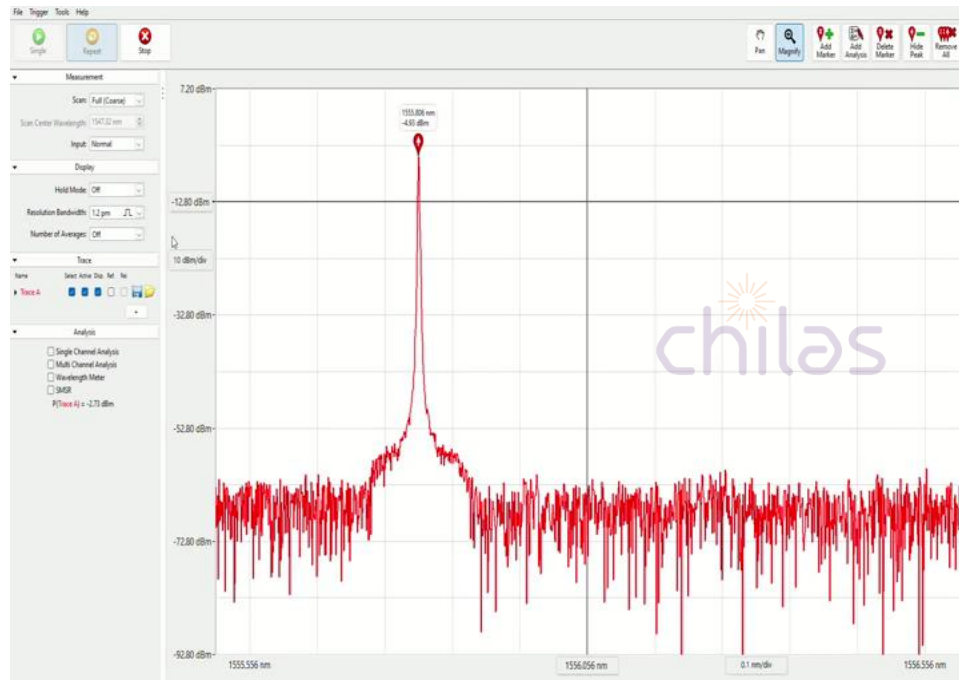 File Trigger Tools Help
Single Repeat Stop
Pan Magnify Add Marker Add Analysis Delete Marker Hide Peak Remove All
Measurement
Scan: Full (Coarse)
Scan Center Wavelength: 1547.32 nm
Input: Normal
Display
Hold Mode: Off
Resolution Bandwidth: 1.2 pm
Number of Averages: Off
Trace
Name Select Active Disp. Ref.
Trace A
Analysis
Single Channel Analysis
Multi Channel Analysis
Wavelength Meter
SMSR
P(Trace A) = -2.73 dBm
7.20 dBm
1555.806 nm
-4.93 dBm
-12.80 dBm
10 dBm/div
-32.80 dBm
chilas
-52.80 dBm
-72.80 dBm
-92.80 dBm
1555.556 nm 1556.056 nm 0.1 nm/div 1556.556 nm